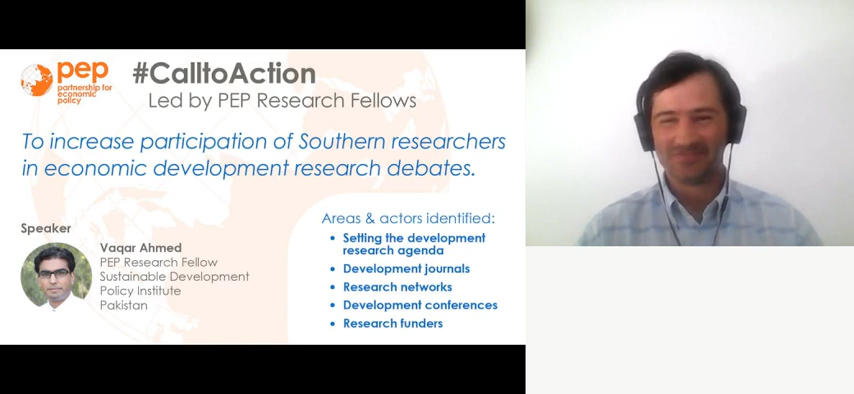 pep
partnership for
economic
policy
#CalltoAction
Led by PEP Research Fellows
To increase participation of Southern researchers
in economic development research debates.
Speaker
Vaqar Ahmed
PEP Research Fellow
Sustainable Development
Policy Institute
Pakistan
Areas & actors identified:
• Setting the development
research agenda
• Development journals
• Research networks
• Development conferences
• Research funders